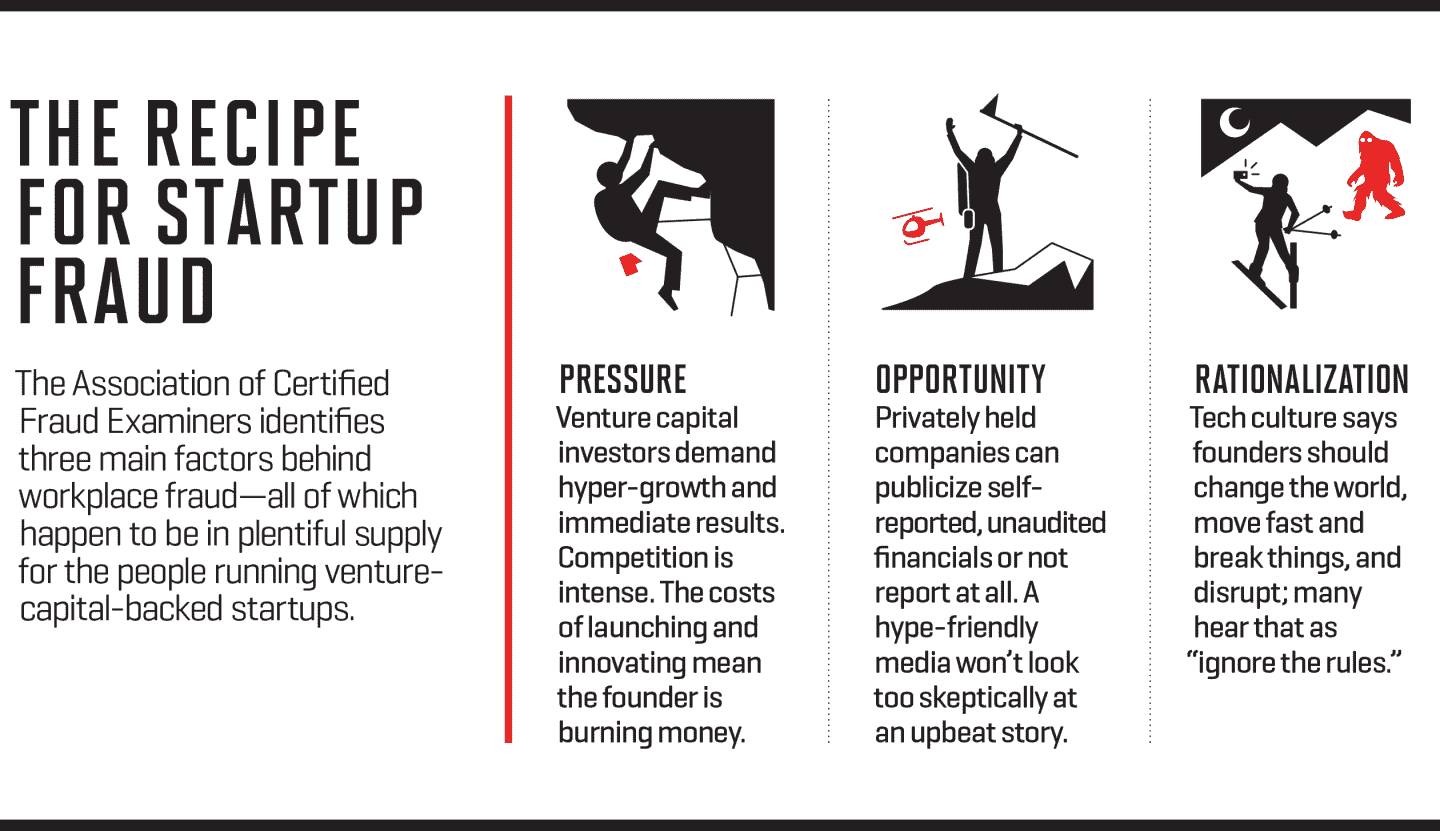 THE RECIPE
FOR STARTUP
FRAUD
The Association of Certified
Fraud Examiners identifies
three main factors behind
workplace fraud—all of which
happen to be in plentiful supply
for the people running venture-
capital-backed startups.
PRESSURE
Venture capital
investors demand
hyper-growth and
immediate results.
Competition is
intense. The costs
of launching and
innovating mean
the founder is
burning money.
OPPORTUNITY
Privately held
companies can
publicize self-
reported, unaudited
financials or not
report at all. A
hype-friendly
media won’t look
too skeptically at
an upbeat story.
RATIONALIZATION
Tech culture says
founders should
change the world,
move fast and
break things, and
disrupt; many
hear that as
“ignore the rules.”